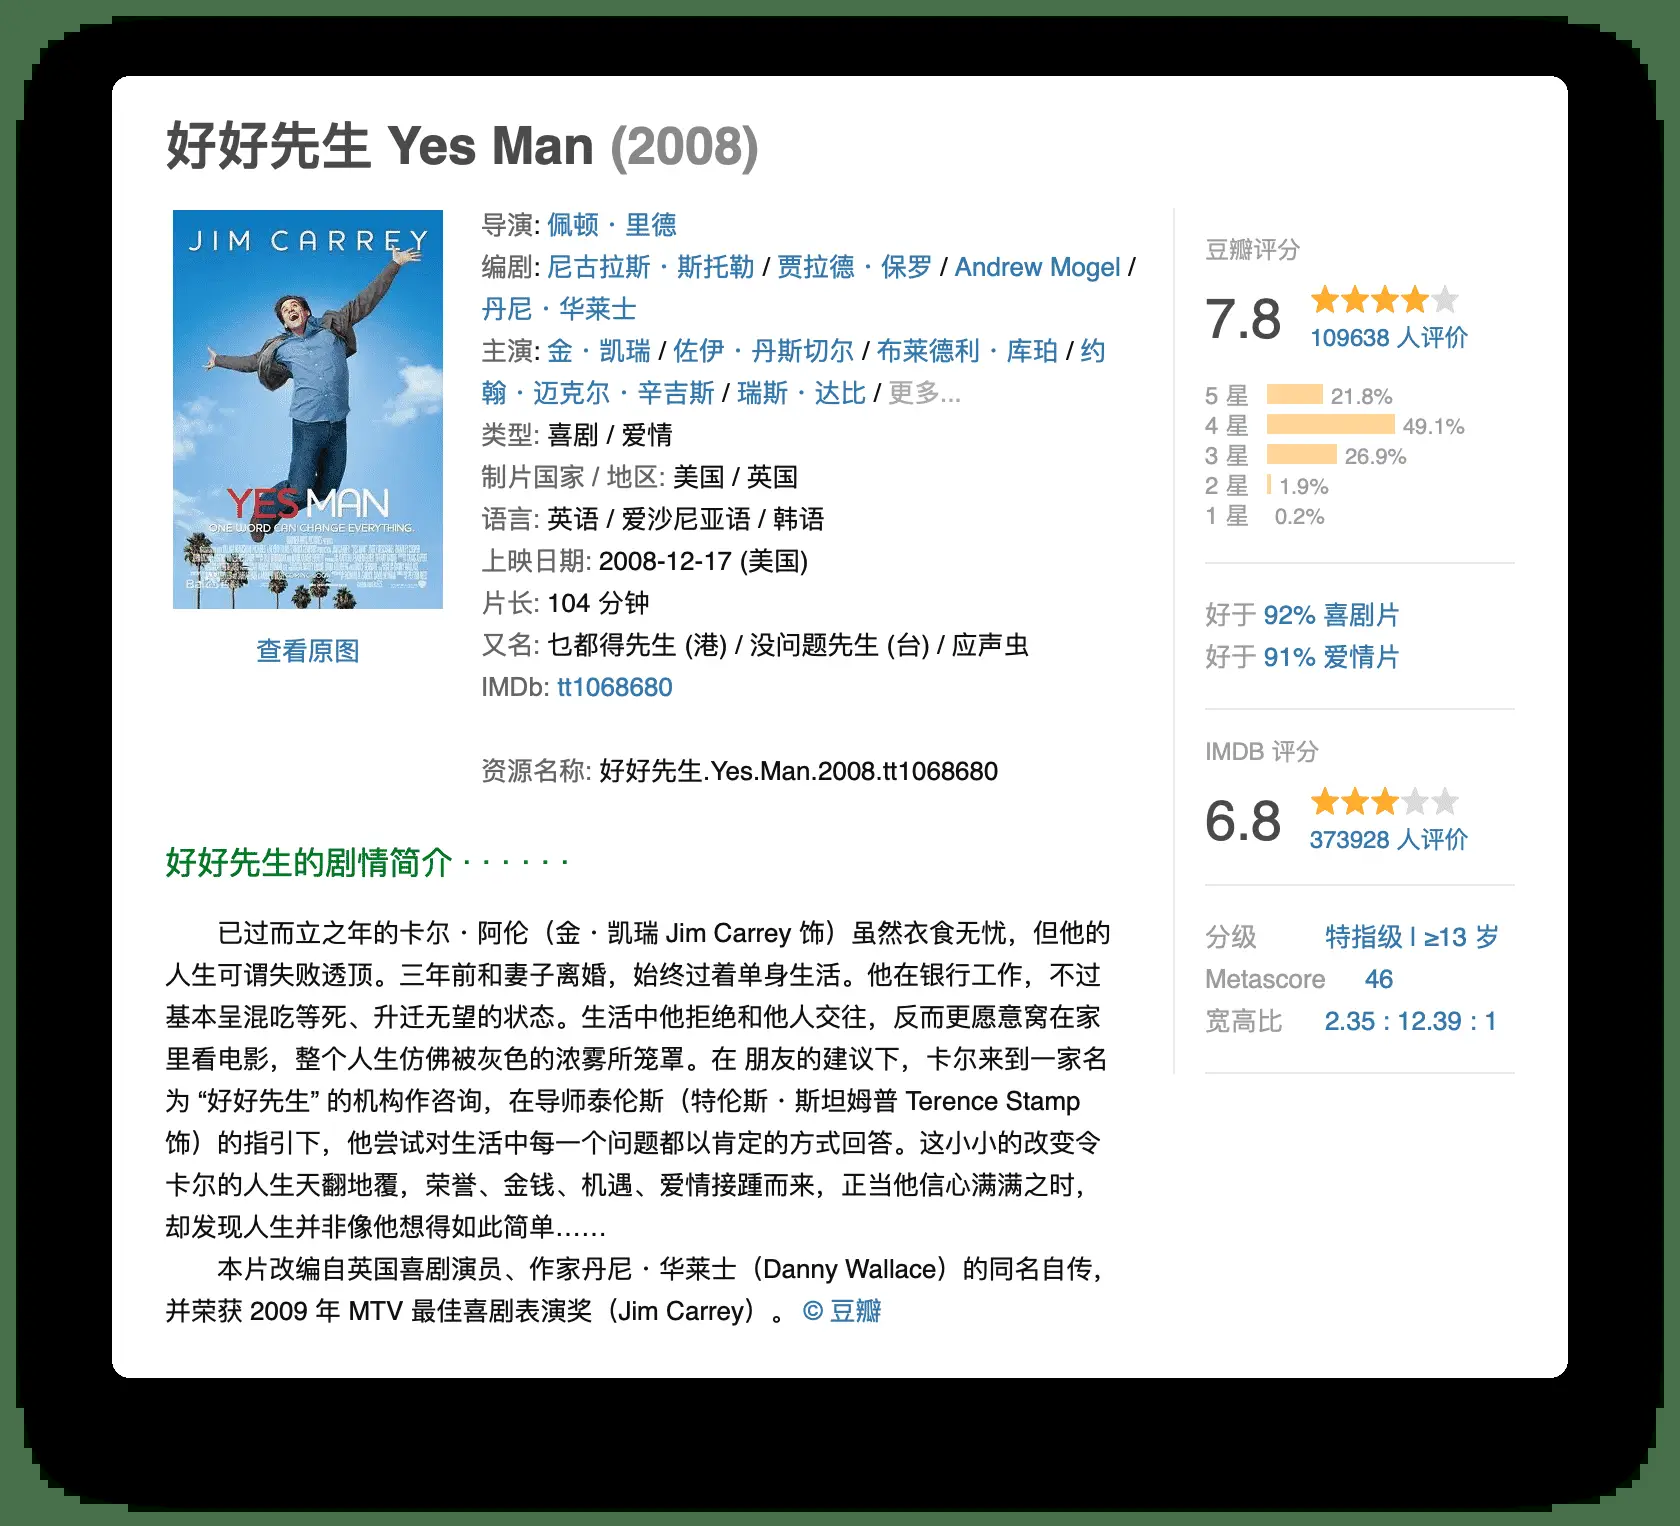 好好先生 Yes Man (2008)
JIM CARREY
YES MAN
ONE WORD CAN CHANGE EVERYTHING.
查看原图
导演: 佩顿 · 里德
编剧: 尼古拉斯 · 斯托勒 / 贾拉德 · 保罗 / Andrew Mogel /
丹尼 · 华莱士
主演: 金 · 凯瑞 / 佐伊 · 丹斯切尔 / 布莱德利 · 库珀 / 约
翰 · 迈克尔 · 辛吉斯 / 瑞斯 · 达比 / 更多...
类型: 喜剧 / 爱情
制片国家 / 地区: 美国 / 英国
语言: 英语 / 爱沙尼亚语 / 韩语
上映日期: 2008-12-17 (美国)
片长: 104 分钟
又名: 乜都得先生 (港) / 没问题先生 (台) / 应声虫
IMDb: tt1068680
资源名称: 好好先生.Yes.Man.2008.tt1068680
豆瓣评分
7.8
109638 人评价
5 星 21.8%
4 星 49.1%
3 星 26.9%
2 星 1.9%
1 星 0.2%
好于 92% 喜剧片
好于 91% 爱情片
IMDB 评分
6.8
373928 人评价
分级 特指级 | ≥13 岁
Metascore 46
宽高比 2.35 : 12.39 : 1
好好先生的剧情简介 · · · · · ·
已过而立之年的卡尔 · 阿伦（金 · 凯瑞 Jim Carrey 饰）虽然衣食无忧，但他的
人生可谓失败透顶。三年前和妻子离婚，始终过着单身生活。他在银行工作，不过
基本呈混吃等死、升迁无望的状态。生活中他拒绝和他人交往，反而更愿意窝在家
里看电影，整个人生仿佛被灰色的浓雾所笼罩。在 朋友的建议下，卡尔来到一家名
为 “好好先生” 的机构作咨询，在导师泰伦斯（特伦斯 · 斯坦姆普 Terence Stamp
饰）的指引下，他尝试对生活中每一个问题都以肯定的方式回答。这小小的改变令
卡尔的人生天翻地覆，荣誉、金钱、机遇、爱情接踵而来，正当他信心满满之时，
却发现人生并非像他想得如此简单……
本片改编自英国喜剧演员、作家丹尼 · 华莱士（Danny Wallace）的同名自传，
并荣获 2009 年 MTV 最佳喜剧表演奖（Jim Carrey）。 © 豆瓣